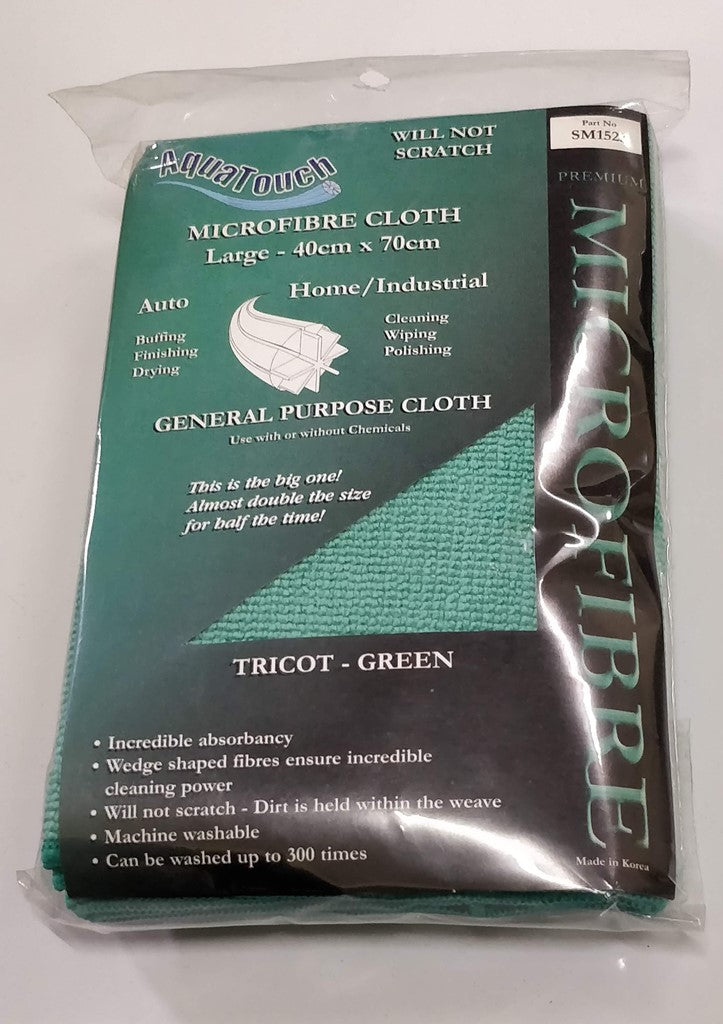 AquaTouch
WILL NOT
SCRATCH
Part No
PREMIUM
MICROFIBRE
MICROFIBRE CLOTH
Large - 40cm x 70cm
Auto
Buffing
Finishing
Drying
Home/Industrial
Cleaning
Wiping
Polishing
GENERAL PURPOSE CLOTH
Use with or without Chemicals
This is the big one!
Almost double the size
for half the time!
TRICOT - GREEN
• Incredible absorbancy
• Wedge shaped fibres ensure incredible
cleaning power
• Will not scratch - Dirt is held within the weave
• Machine washable
• Can be washed up to 300 times
Made in Korea